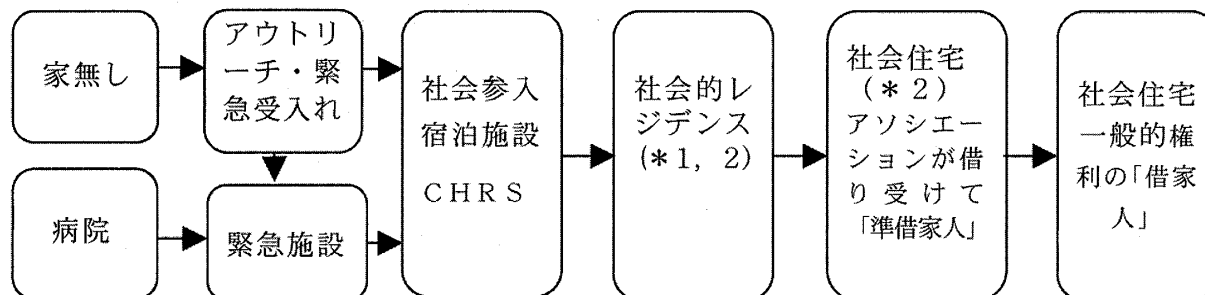 家無し
アウトリ
ーチ・緊
急受入れ
病院
緊急施設
社会参入
宿泊施設
CHRS
社会的レ
ジデンス
(*1, 2)
社会住宅
(*2)
アソシエー
ションが借
り受けて
「準借家人」
社会住宅
一般的権
利の「借家
人」